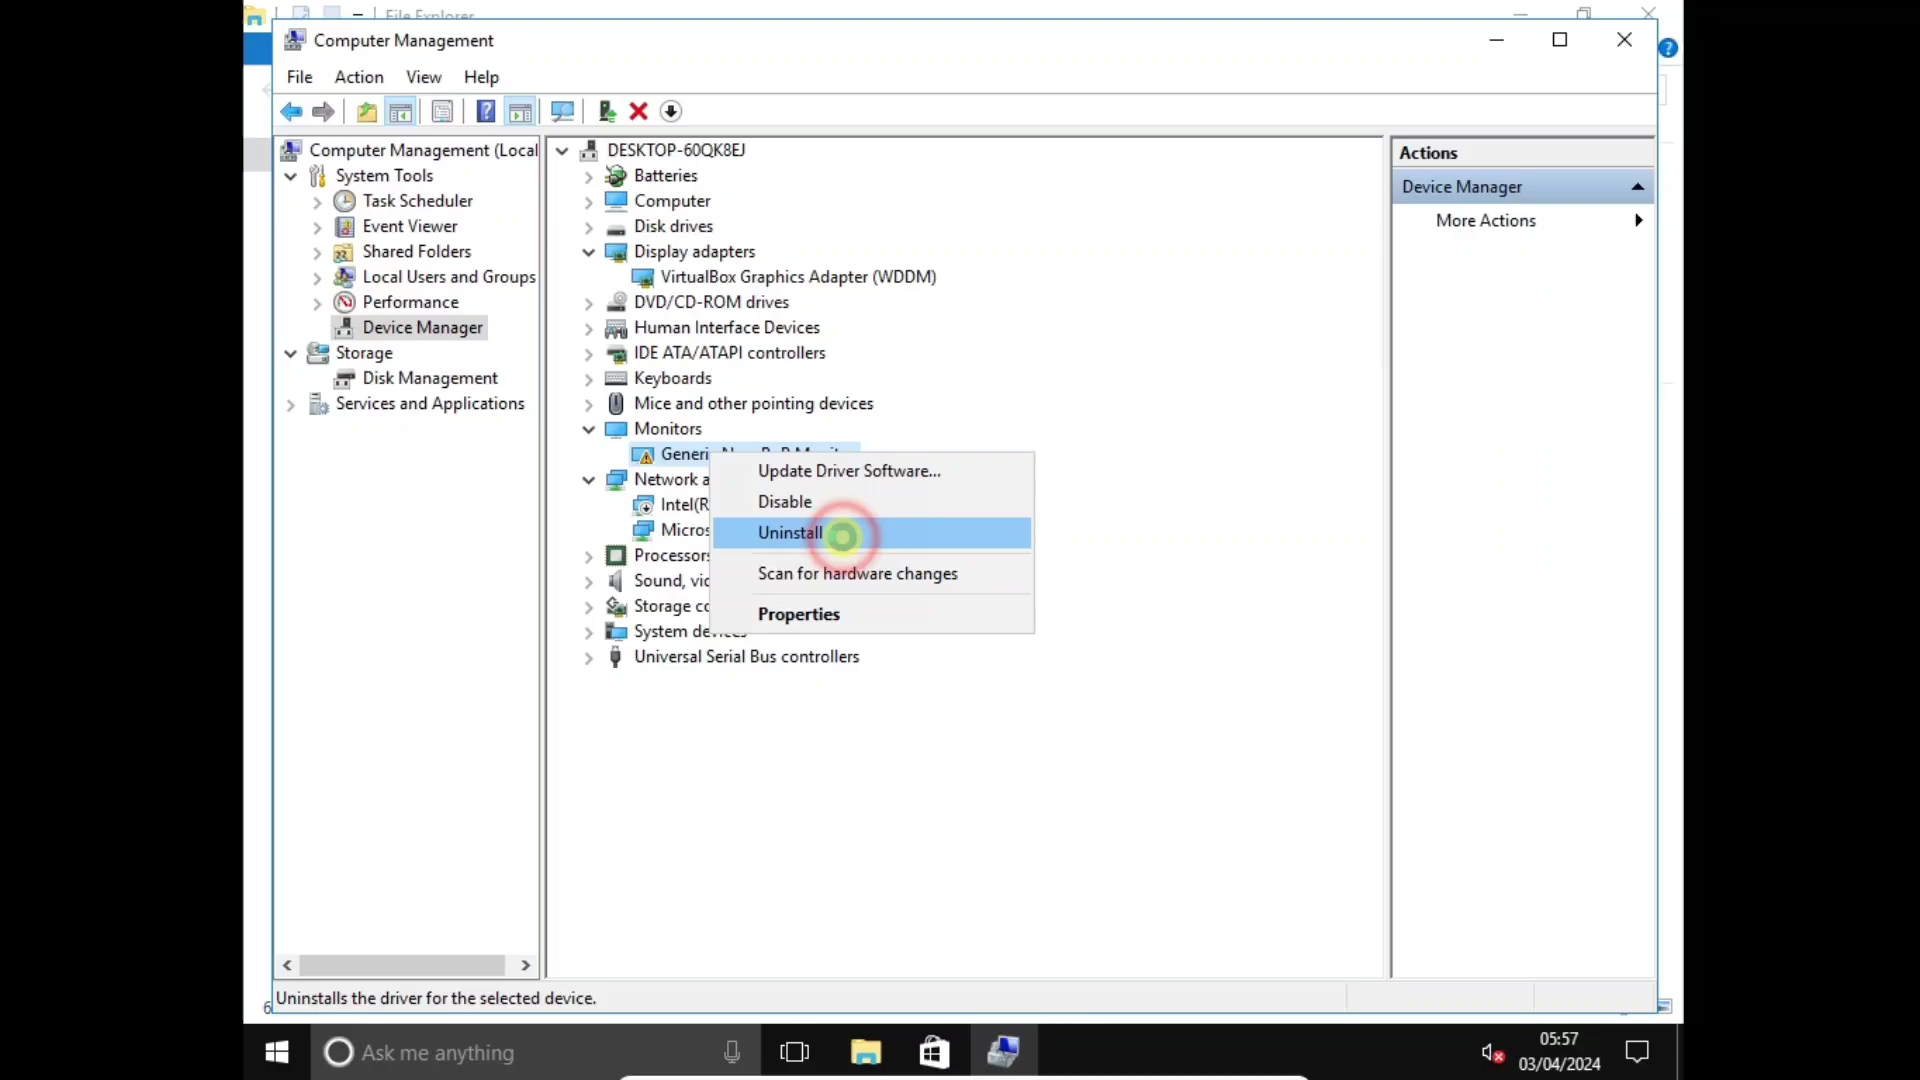 File Explorer
Computer Management
File Action View Help
Computer Management (Local
System Tools
Task Scheduler
Event Viewer
Shared Folders
Local Users and Groups
Performance
Device Manager
Storage
Disk Management
Services and Applications
DESKTOP-60QK8EJ
Batteries
Computer
Disk drives
Display adapters
VirtualBox Graphics Adapter (WDDM)
DVD/CD-ROM drives
Human Interface Devices
IDE ATA/ATAPI controllers
Keyboards
Mice and other pointing devices
Monitors
Generi
Network a
Intel(R
Micros
Processors
Sound, vid
Storage co
System devices
Universal Serial Bus controllers
Update Driver Software...
Disable
Uninstall
Scan for hardware changes
Properties
Actions
Device Manager
More Actions
Uninstalls the driver for the selected device.
Ask me anything
05:57
03/04/2024